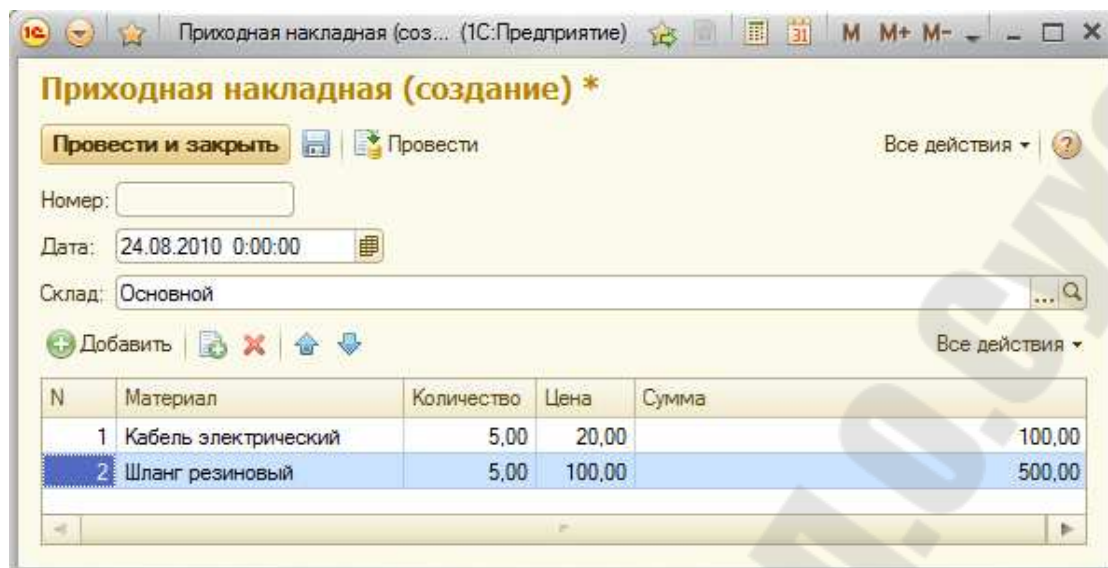 1С Приходная накладная (соз... (1С:Предприятие) 31 M M+ M-
Приходная накладная (создание) *
Провести и закрыть Провести Все действия ?
Номер:
Дата: 24.08.2010 0:00:00
Склад: Основной ...
Добавить Все действия
N Материал Количество Цена Сумма
1 Кабель электрический 5,00 20,00 100,00
2 Шланг резиновый 5,00 100,00 500,00